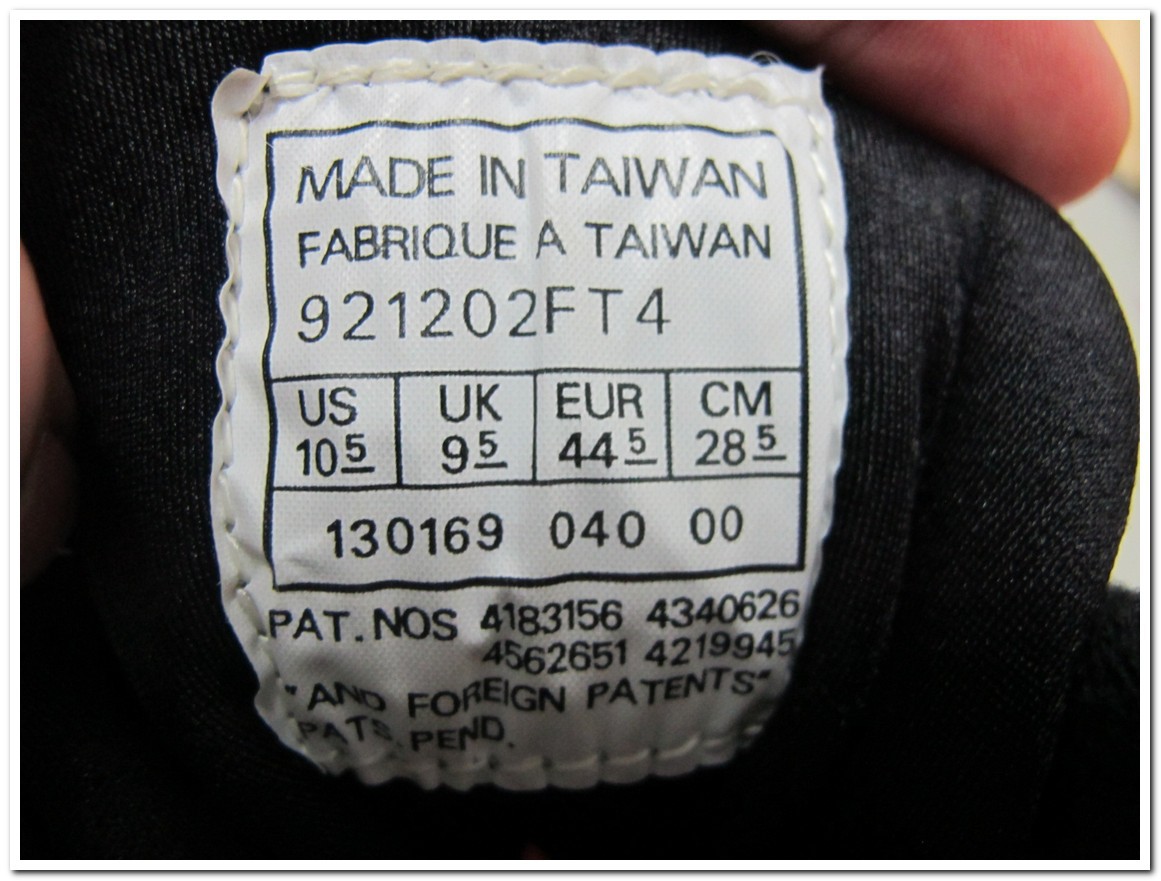 MADE IN TAIWAN
FABRIQUE A TAIWAN
921202FT4
US UK EUR CM
10 5 9 5 44 5 28 5
130169 040 00
PAT. NOS 4183156 4340626
4562651 4219945
"AND FOREIGN PATENTS"
PATS. PEND.